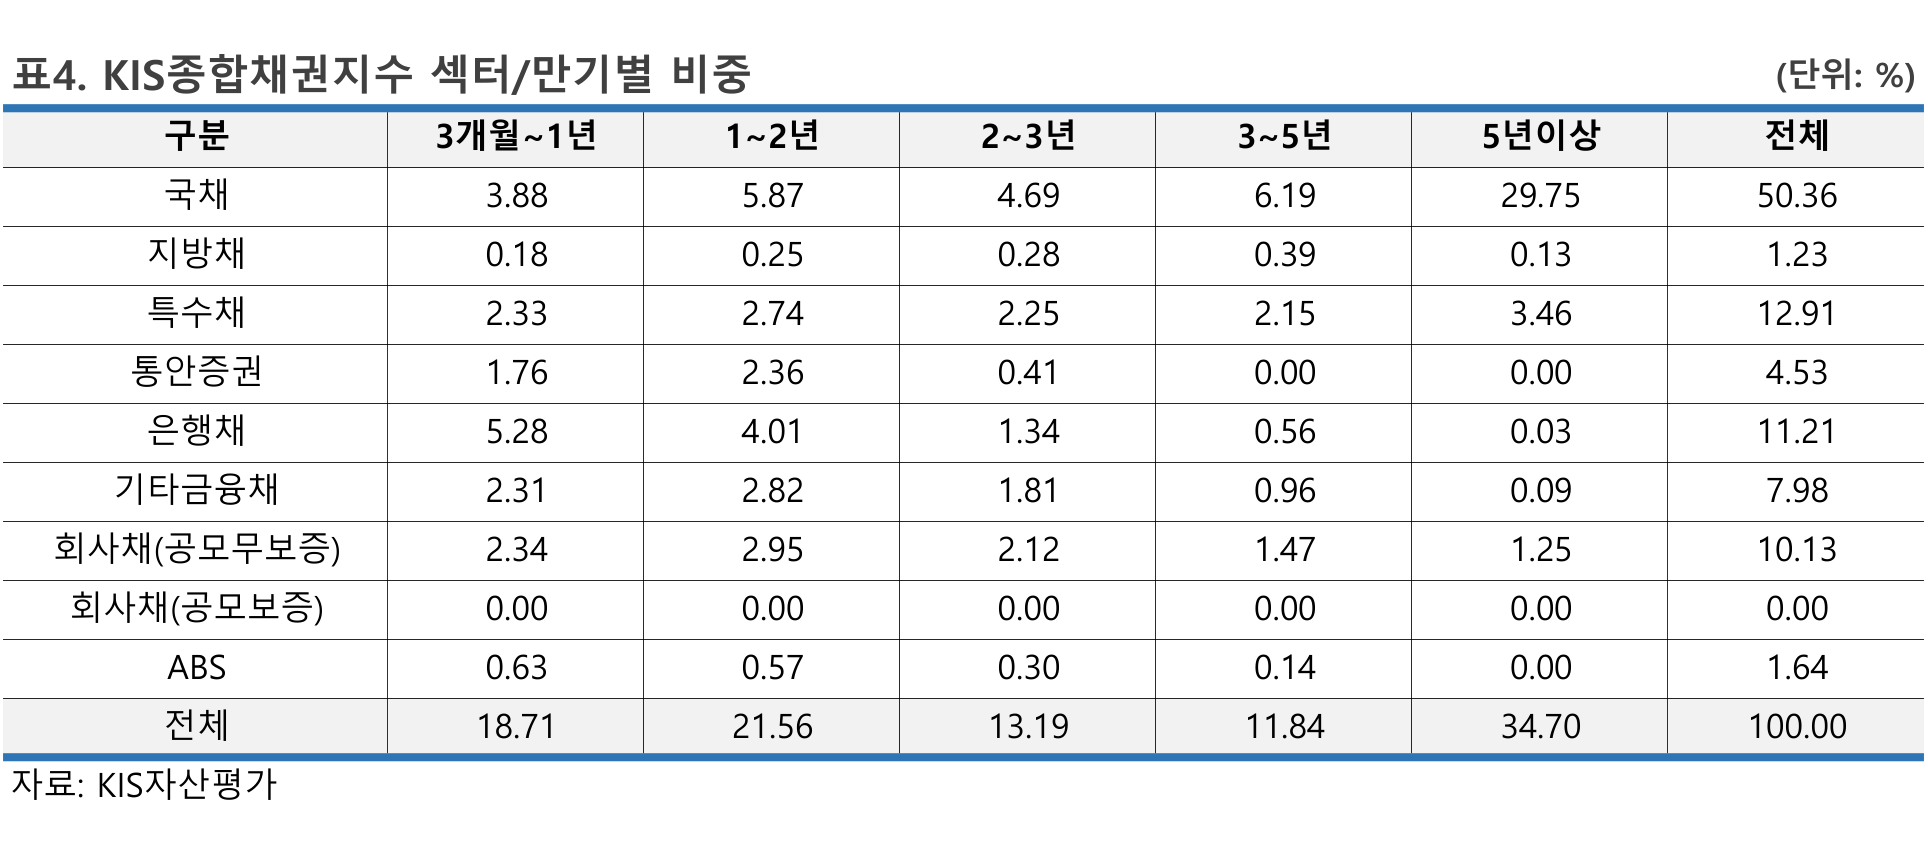 표4. KIS종합채권지수 섹터/만기별 비중 (단위: %)
구분 3개월~1년 1~2년 2~3년 3~5년 5년이상 전체
국채 3.88 5.87 4.69 6.19 29.75 50.36
지방채 0.18 0.25 0.28 0.39 0.13 1.23
특수채 2.33 2.74 2.25 2.15 3.46 12.91
통안증권 1.76 2.36 0.41 0.00 0.00 4.53
은행채 5.28 4.01 1.34 0.56 0.03 11.21
기타금융채 2.31 2.82 1.81 0.96 0.09 7.98
회사채(공모무보증) 2.34 2.95 2.12 1.47 1.25 10.13
회사채(공모보증) 0.00 0.00 0.00 0.00 0.00 0.00
ABS 0.63 0.57 0.30 0.14 0.00 1.64
전체 18.71 21.56 13.19 11.84 34.70 100.00
자료: KIS자산평가